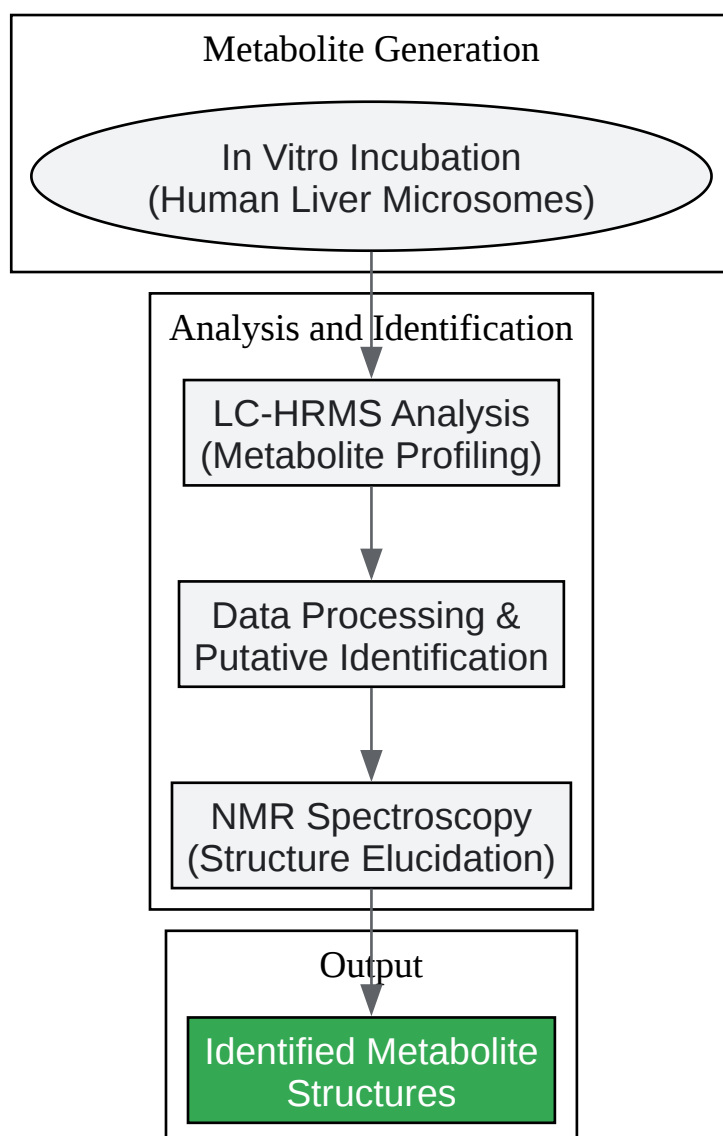 Metabolite Generation
In Vitro Incubation
(Human Liver Microsomes)
Analysis and Identification
LC-HRMS Analysis
(Metabolite Profiling)
Data Processing &
Putative Identification
NMR Spectroscopy
(Structure Elucidation)
Output
Identified Metabolite
Structures